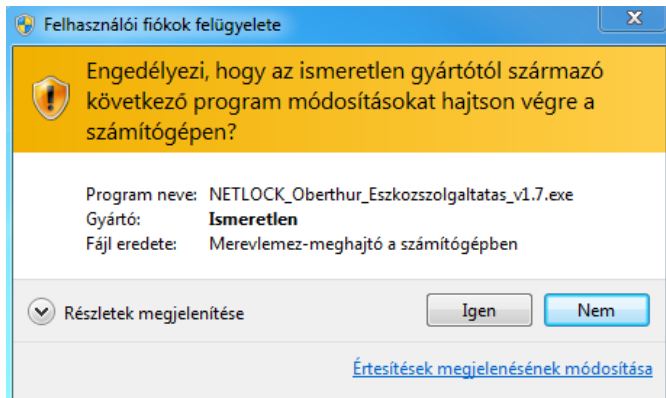 Felhasználói fiókok felügyelete
Engedélyezi, hogy az ismeretlen gyártótól származó
következő program módosításokat hajtson végre a
számítógépen?
Program neve: NETLOCK_Oberthur_Eszkozszolgaltatas_v1.7.exe
Gyártó: Ismeretlen
Fájl eredete: Merevlemez-meghajtó a számítógépben
Részletek megjelenítése Igen Nem
Értesítések megjelenésének módosítása